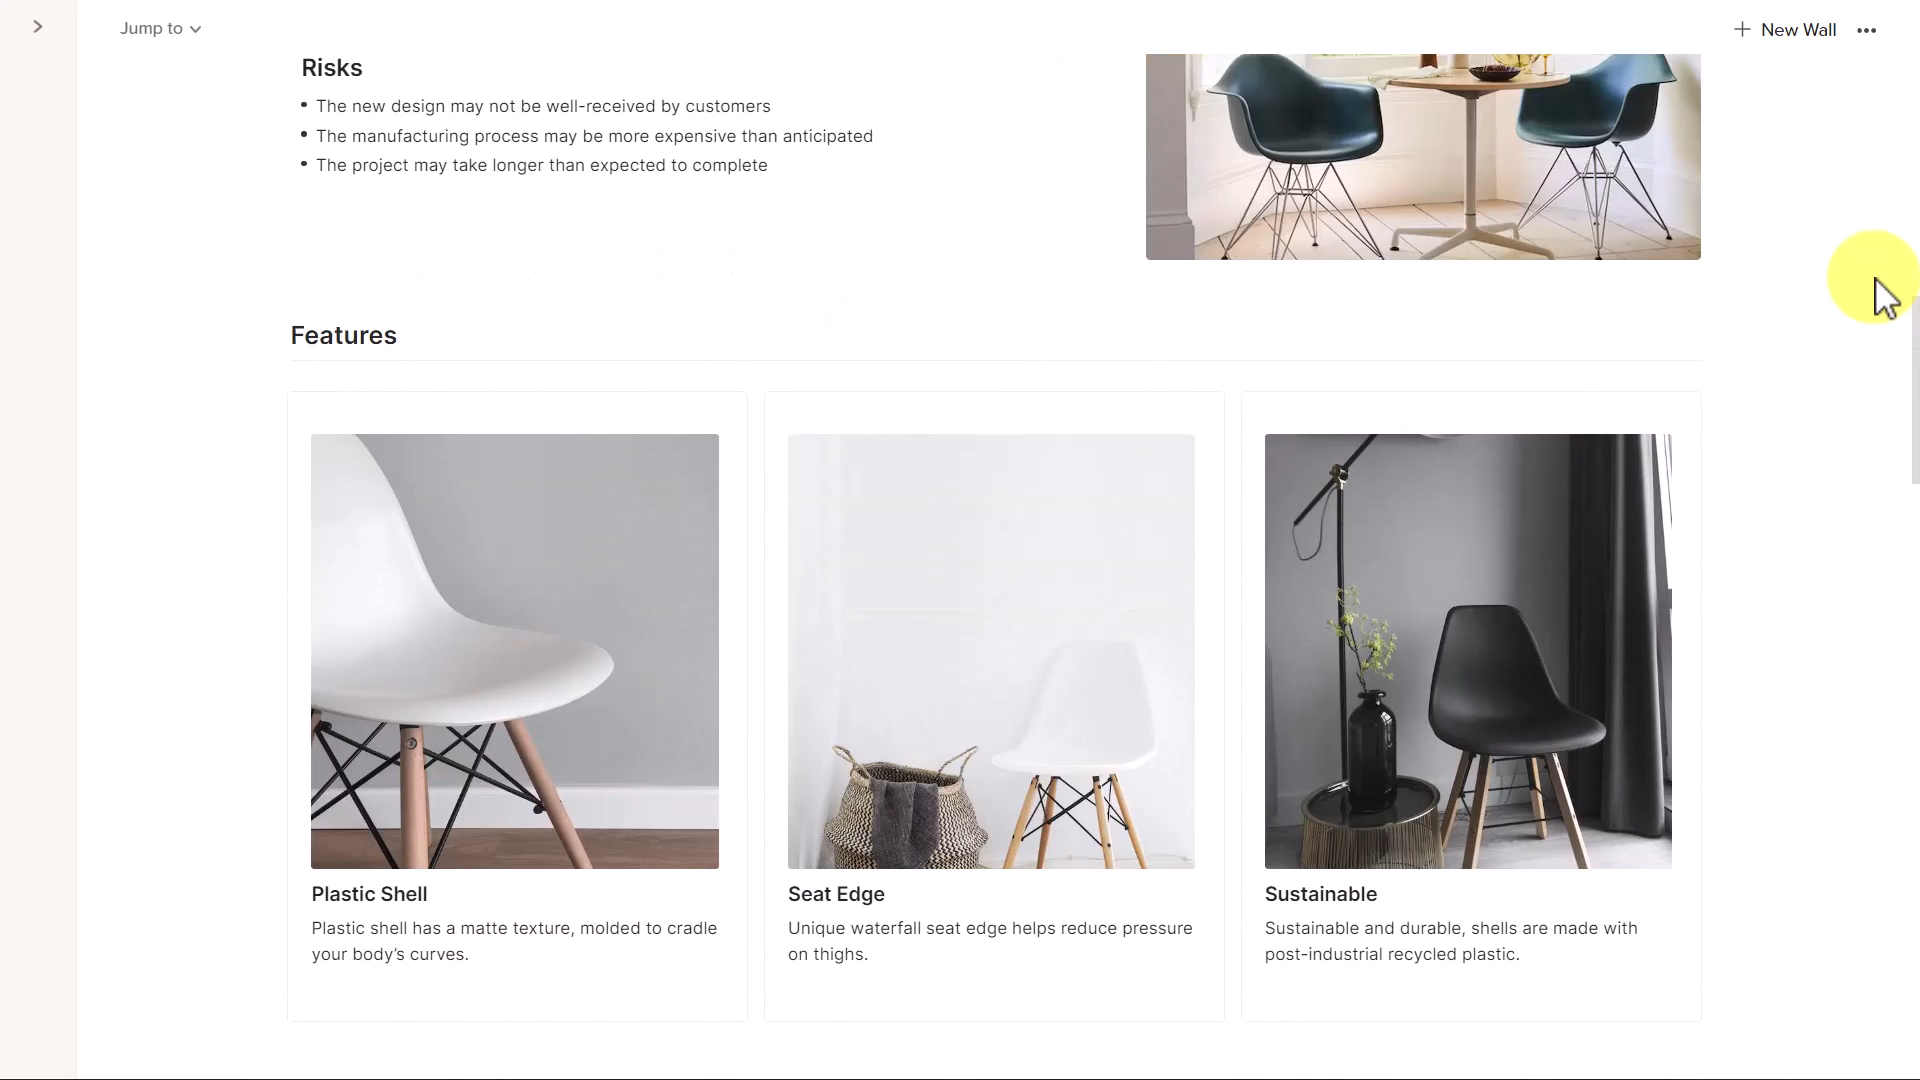 Jump to
New Wall
Risks
• The new design may not be well-received by customers
• The manufacturing process may be more expensive than anticipated
• The project may take longer than expected to complete
Features
Plastic Shell
Plastic shell has a matte texture, molded to cradle
your body’s curves.
Seat Edge
Unique waterfall seat edge helps reduce pressure
on thighs.
Sustainable
Sustainable and durable, shells are made with
post-industrial recycled plastic.